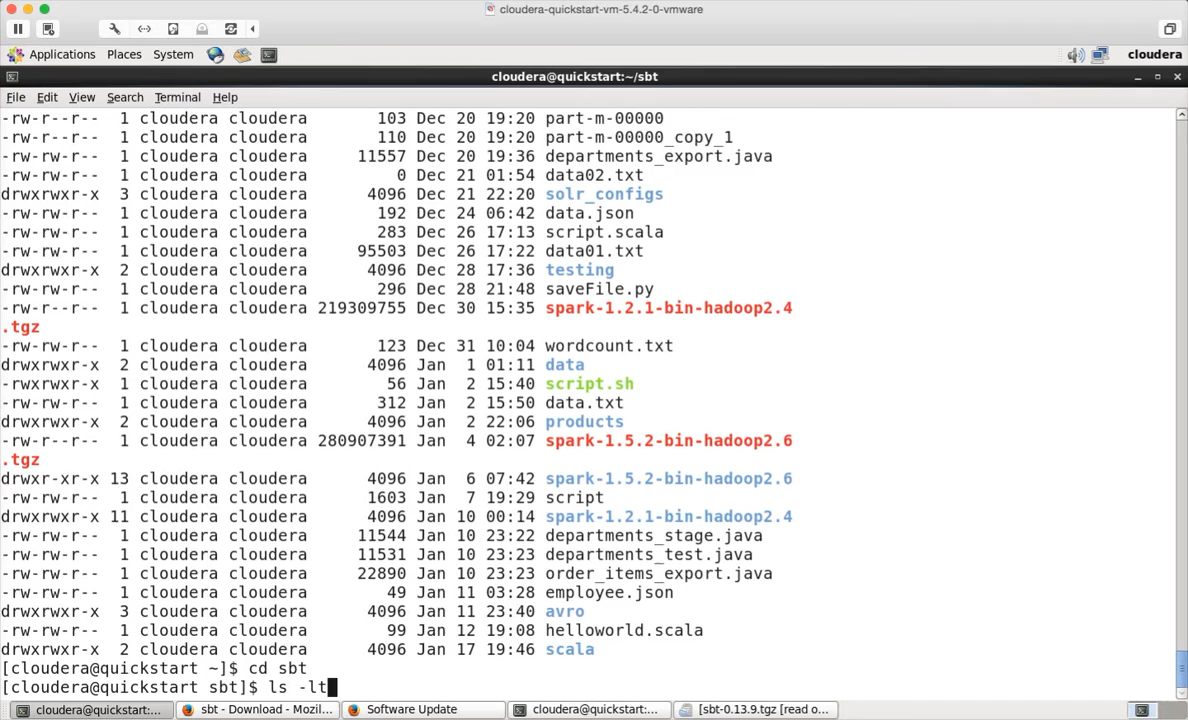 cloudera-quickstart-vm-5.4.2-0-vmware
Applications Places System cloudera
cloudera@quickstart:~/sbt
File Edit View Search Terminal Help
-rw-r--r-- 1 cloudera cloudera 103 Dec 20 19:20 part-m-00000
-rw-rw-r-- 1 cloudera cloudera 110 Dec 20 19:20 part-m-00000_copy_1
-rw-rw-r-- 1 cloudera cloudera 11557 Dec 20 19:36 departments_export.java
-rw-rw-r-- 1 cloudera cloudera 0 Dec 21 01:54 data02.txt
drwxrwxr-x 3 cloudera cloudera 4096 Dec 21 22:20 solr_configs
-rw-rw-r-- 1 cloudera cloudera 192 Dec 24 06:42 data.json
-rw-rw-r-- 1 cloudera cloudera 283 Dec 26 17:13 script.scala
-rw-rw-r-- 1 cloudera cloudera 95503 Dec 26 17:22 data01.txt
drwxrwxr-x 2 cloudera cloudera 4096 Dec 28 17:36 testing
-rw-rw-r-- 1 cloudera cloudera 296 Dec 28 21:48 saveFile.py
-rw-rw-r-- 1 cloudera cloudera 219309755 Dec 30 15:35 spark-1.2.1-bin-hadoop2.4
.tgz
-rw-rw-r-- 1 cloudera cloudera 123 Dec 31 10:04 wordcount.txt
drwxrwxr-x 2 cloudera cloudera 4096 Jan 1 01:11 data
-rwxrwxr-x 1 cloudera cloudera 56 Jan 2 15:40 script.sh
-rw-rw-r-- 1 cloudera cloudera 312 Jan 2 15:50 data.txt
drwxrwxr-x 2 cloudera cloudera 4096 Jan 2 22:06 products
-rw-rw-r-- 1 cloudera cloudera 280907391 Jan 4 02:07 spark-1.5.2-bin-hadoop2.6
.tgz
drwxr-xr-x 13 cloudera cloudera 4096 Jan 6 07:42 spark-1.5.2-bin-hadoop2.6
-rw-rw-r-- 1 cloudera cloudera 1603 Jan 7 19:29 script
drwxrwxr-x 11 cloudera cloudera 4096 Jan 10 00:14 spark-1.2.1-bin-hadoop2.4
-rw-rw-r-- 1 cloudera cloudera 11544 Jan 10 23:22 departments_stage.java
-rw-rw-r-- 1 cloudera cloudera 11531 Jan 10 23:23 departments_test.java
-rw-rw-r-- 1 cloudera cloudera 22890 Jan 10 23:23 order_items_export.java
-rw-rw-r-- 1 cloudera cloudera 49 Jan 11 03:28 employee.json
drwxrwxr-x 3 cloudera cloudera 4096 Jan 11 23:40 avro
-rw-rw-r-- 1 cloudera cloudera 99 Jan 12 19:08 helloworld.scala
drwxrwxr-x 2 cloudera cloudera 4096 Jan 17 19:46 scala
[cloudera@quickstart ~]$ cd sbt
[cloudera@quickstart sbt]$ ls -lt
cloudera@quickstart:... sbt - Download - Mozil... Software Update cloudera@quickstart:... [sbt-0.13.9.tgz [read o...